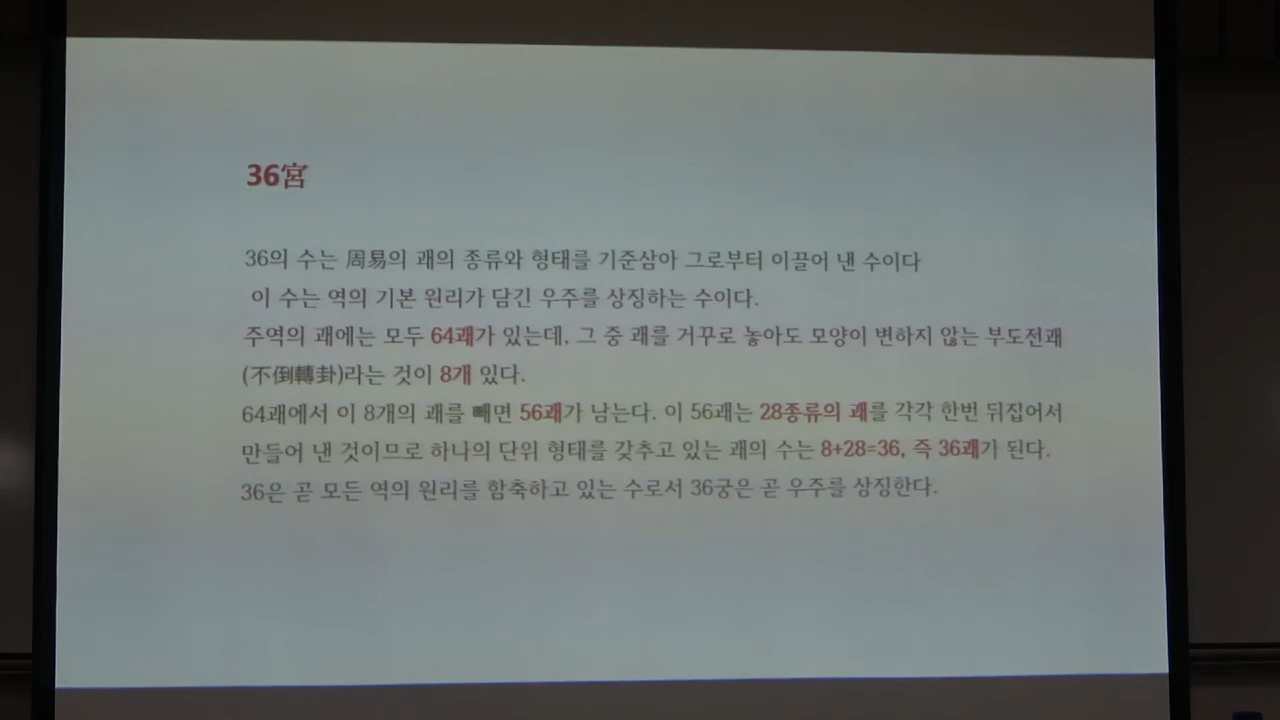 36宮
36의 수는 周易의 괘의 종류와 형태를 기준삼아 그로부터 이끌어 낸 수이다
이 수는 역의 기본 원리가 담긴 우주를 상징하는 수이다.
주역의 괘에는 모두 64괘가 있는데, 그 중 괘를 거꾸로 놓아도 모양이 변하지 않는 부도전괘
(不倒轉卦)라는 것이 8개 있다.
64괘에서 이 8개의 괘를 빼면 56괘가 남는다. 이 56괘는 28종류의 괘를 각각 한번 뒤집어서
만들어 낸 것이므로 하나의 단위 형태를 갖추고 있는 괘의 수는 8+28=36, 즉 36괘가 된다.
36은 곧 모든 역의 원리를 함축하고 있는 수로서 36궁은 곧 우주를 상징한다.